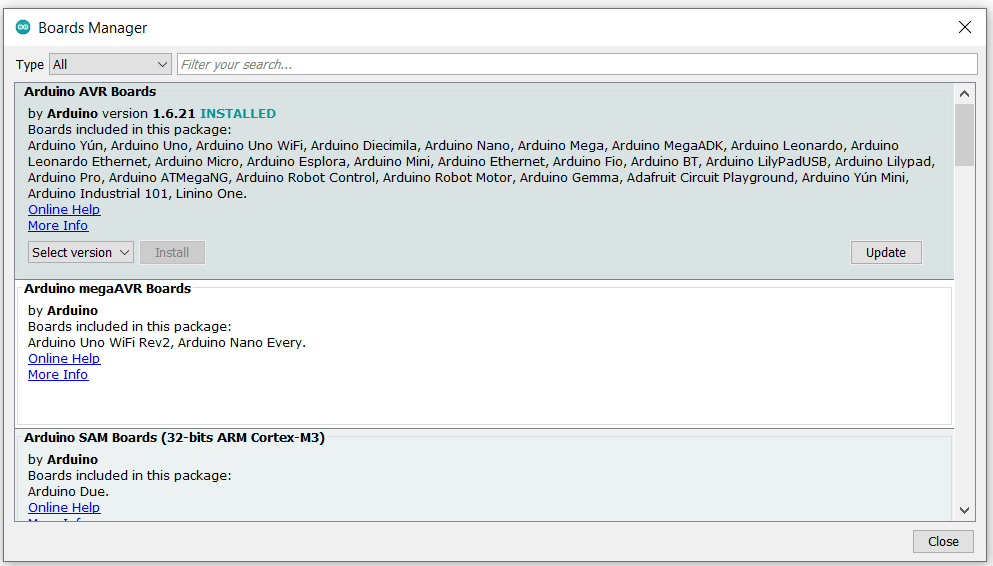 Boards Manager
Type All Filter your search...
Arduino AVR Boards
by Arduino version 1.6.21 INSTALLED
Boards included in this package:
Arduino Yún, Arduino Uno, Arduino Uno WiFi, Arduino Diecimila, Arduino Nano, Arduino Mega, Arduino MegaADK, Arduino Leonardo, Arduino
Leonardo Ethernet, Arduino Micro, Arduino Esplora, Arduino Mini, Arduino Ethernet, Arduino Fio, Arduino BT, Arduino LilyPadUSB, Arduino Lilypad,
Arduino Pro, Arduino ATMegaNG, Arduino Robot Control, Arduino Robot Motor, Arduino Gemma, Adafruit Circuit Playground, Arduino Yún Mini,
Arduino Industrial 101, Linino One.
Online Help
More Info
Select version Install Update
Arduino megaAVR Boards
by Arduino
Boards included in this package:
Arduino Uno WiFi Rev2, Arduino Nano Every.
Online Help
More Info
Arduino SAM Boards (32-bits ARM Cortex-M3)
by Arduino
Boards included in this package:
Arduino Due.
Online Help
Close